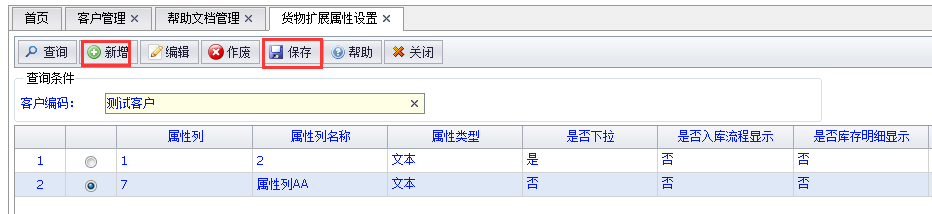 首页 客户管理 帮助文档管理 货物扩展属性设置
查询 新增 编辑 作废 保存 帮助 关闭
查询条件
客户编码： 测试客户
属性列 属性列名称 属性类型 是否下拉 是否入库流程显示 是否库存明细显示
1 1 2 文本 是 否 否
2 7 属性列AA 文本 否 否 否